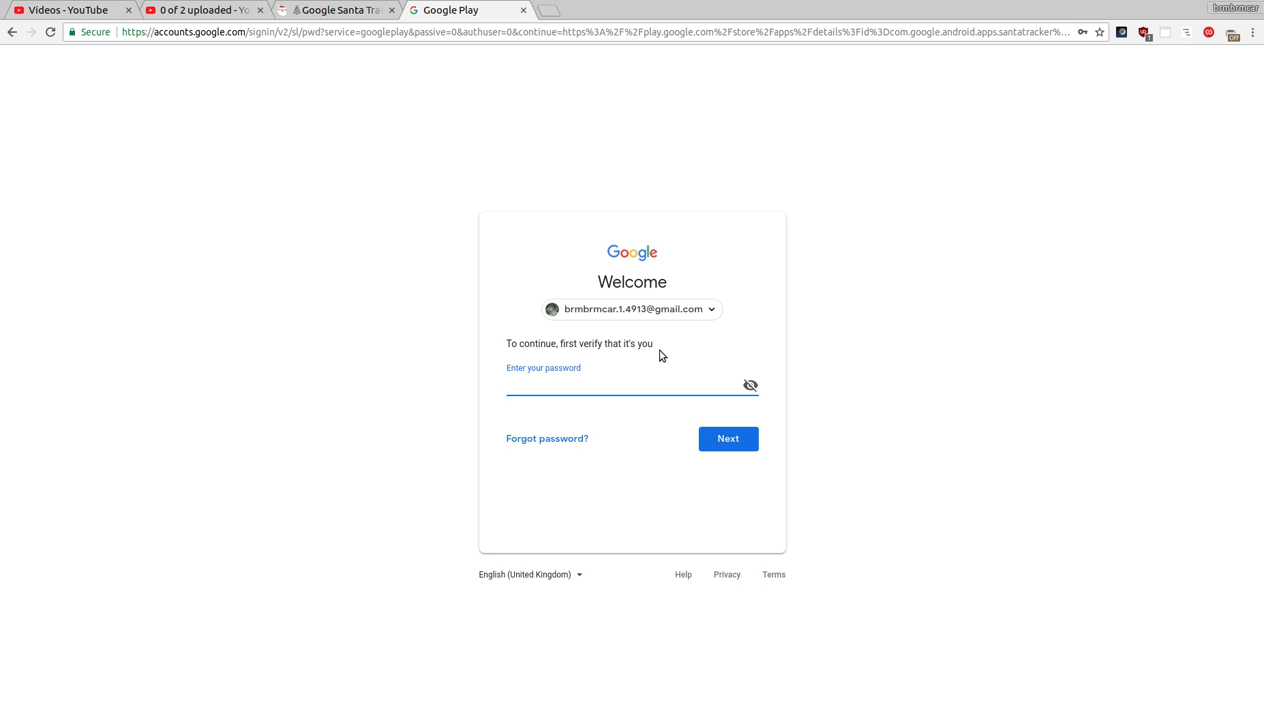 brmbrmcar
Videos - YouTube
0 of 2 uploaded - Yo
Google Santa Tra
Google Play
Secure https://accounts.google.com/signin/v2/sl/pwd?service=googleplay&passive=0&authuser=0&continue=https%3A%2F%2Fplay.google.com%2Fstore%2Fapps%2Fdetails%3Fid%3Dcom.google.android.apps.santatracker%...
1
Off
Google
Welcome
brmbrmcar.1.4913@gmail.com
To continue, first verify that it's you
Enter your password
Forgot password?
Next
English (United Kingdom)
Help
Privacy
Terms